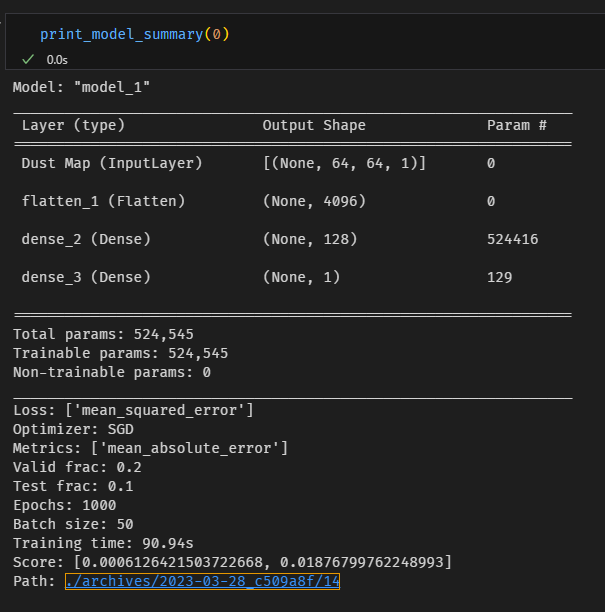 print_model_summary(0)
0.0s
Model: "model_1"
Layer (type) Output Shape Param #
Dust Map (InputLayer) [(None, 64, 64, 1)] 0
flatten_1 (Flatten) (None, 4096) 0
dense_2 (Dense) (None, 128) 524416
dense_3 (Dense) (None, 1) 129
Total params: 524,545
Trainable params: 524,545
Non-trainable params: 0
Loss: ['mean_squared_error']
Optimizer: SGD
Metrics: ['mean_absolute_error']
Valid frac: 0.2
Test frac: 0.1
Epochs: 1000
Batch size: 50
Training time: 90.94s
Score: [0.0006126421503722668, 0.01876799762248993]
Path: ./archives/2023-03-28_c509a8f/14